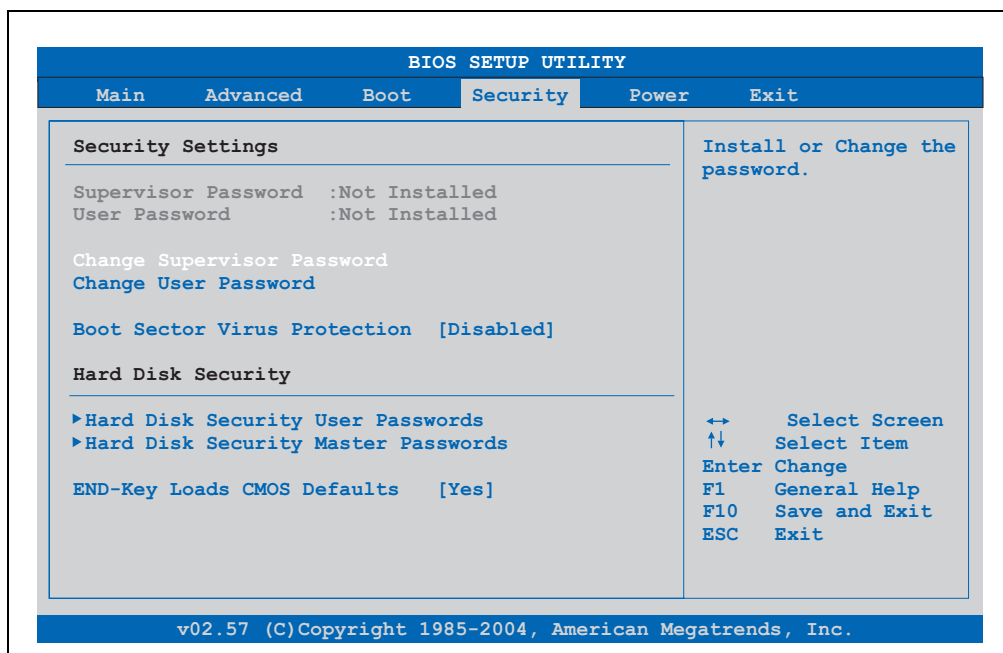 BIOS SETUP UTILITY
Main Advanced Boot Security Power Exit
Security Settings
Supervisor Password :Not Installed
User Password :Not Installed
Change Supervisor Password
Change User Password
Boot Sector Virus Protection [Disabled]
Hard Disk Security
Hard Disk Security User Passwords
Hard Disk Security Master Passwords
END-Key Loads CMOS Defaults [Yes]
Install or Change the
password.
Select Screen
Select Item
Enter Change
F1 General Help
F10 Save and Exit
ESC Exit
v02.57 (C)Copyright 1985-2004, American Megatrends, Inc.